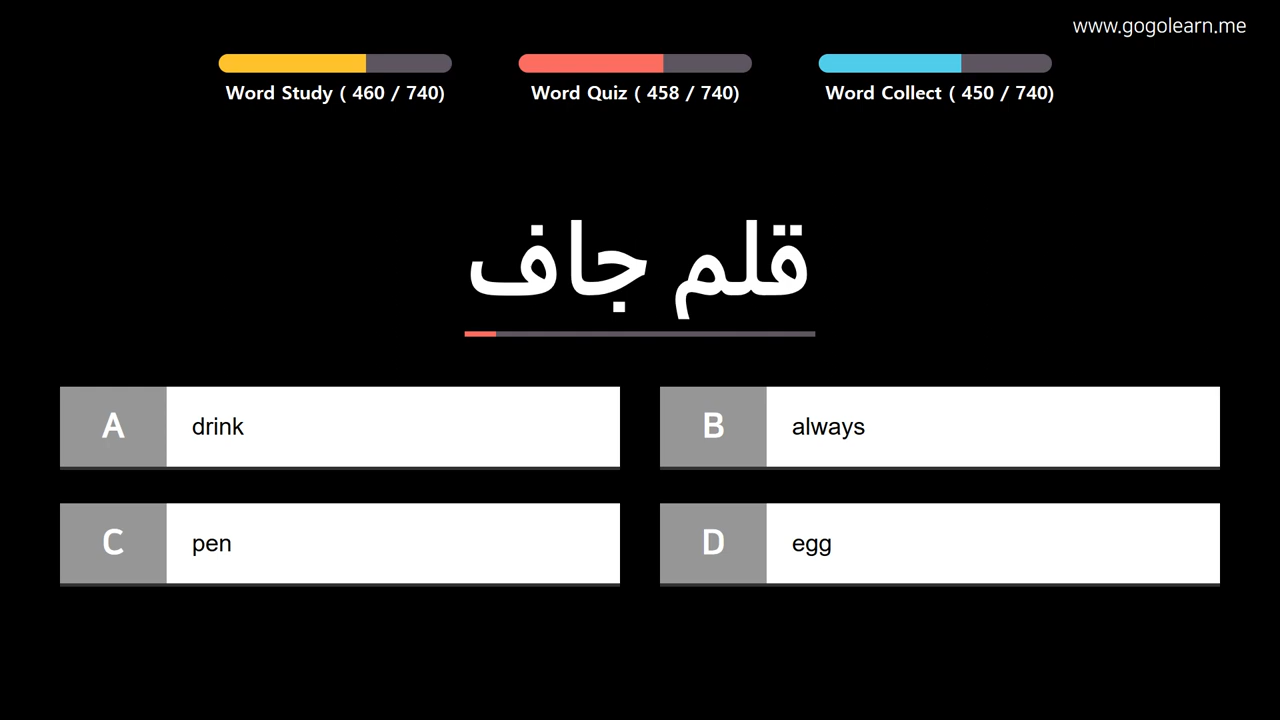 www.gogolearn.me
Word Study ( 460 / 740)
Word Quiz ( 458 / 740)
Word Collect ( 450 / 740)
قلم جاف
A drink
B always
C pen
D egg